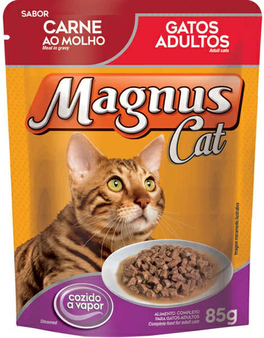 SABOR
CARNE
AO MOLHO
Meat in gravy
GATOS
ADULTOS
Adult cats
Magnus
Cat
cozido
a vapor
Steamed
ALIMENTO COMPLETO
PARA GATOS ADULTOS
Complete food for adult cats
85g